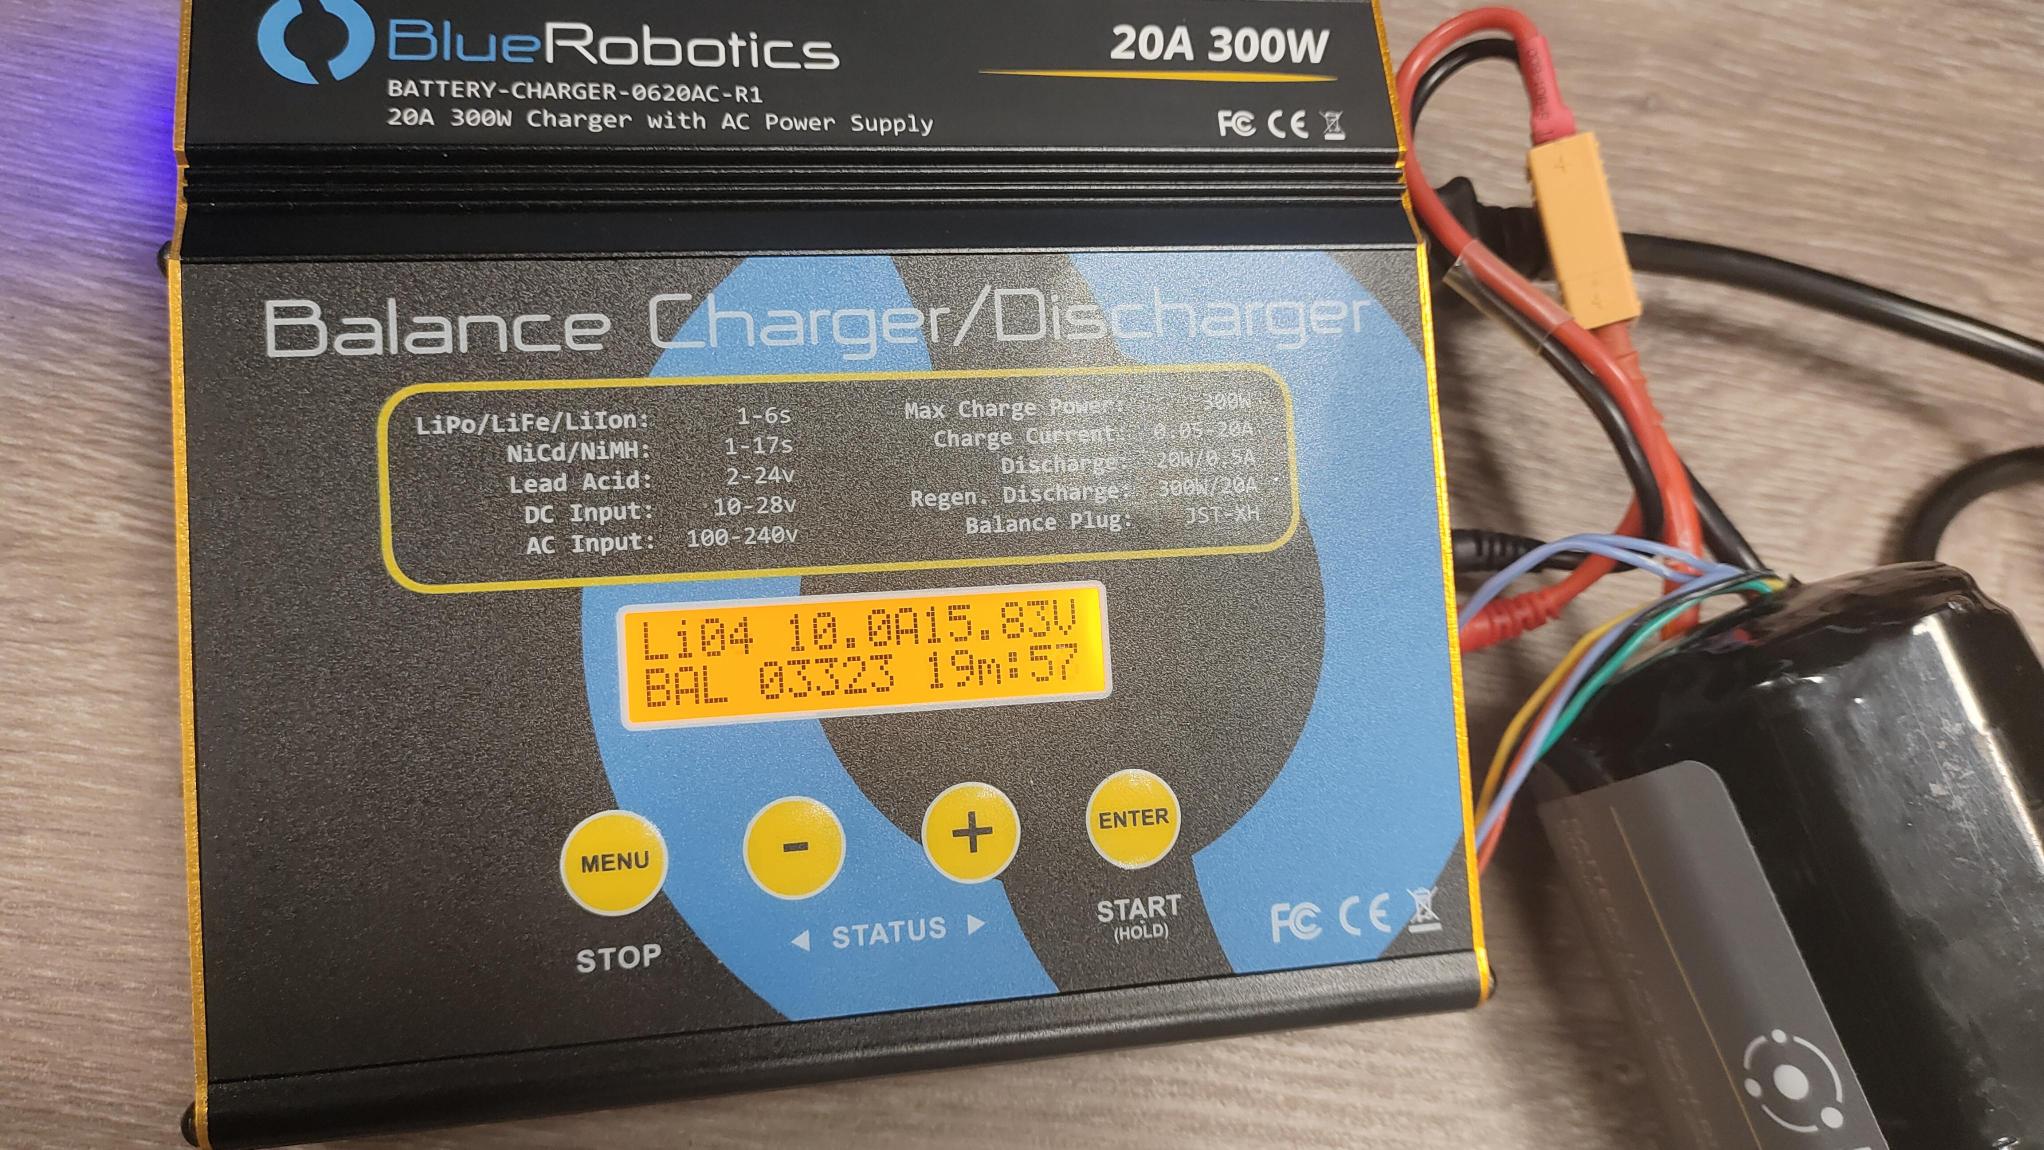 BlueRobotics
20A 300W
BATTERY-CHARGER-0620AC-R1
20A 300W Charger with AC Power Supply
FC CE
Balance Charger/Discharger
LiPo/LiFe/LiIon: 1-6s
NiCd/NiMH: 1-17s
Lead Acid: 2-24v
DC Input: 10-28v
AC Input: 100-240v
Max Charge Power: 300W
Charge Current: 0.05-20A
Discharge: 20W/0.5A
Regen. Discharge: 300W/20A
Balance Plug: JST-XH
Li04 10.0A15.83V
BAL 03323 19m:57
MENU
-
+
ENTER
STOP
◀ STATUS ▶
START
(HOLD)
FC CE